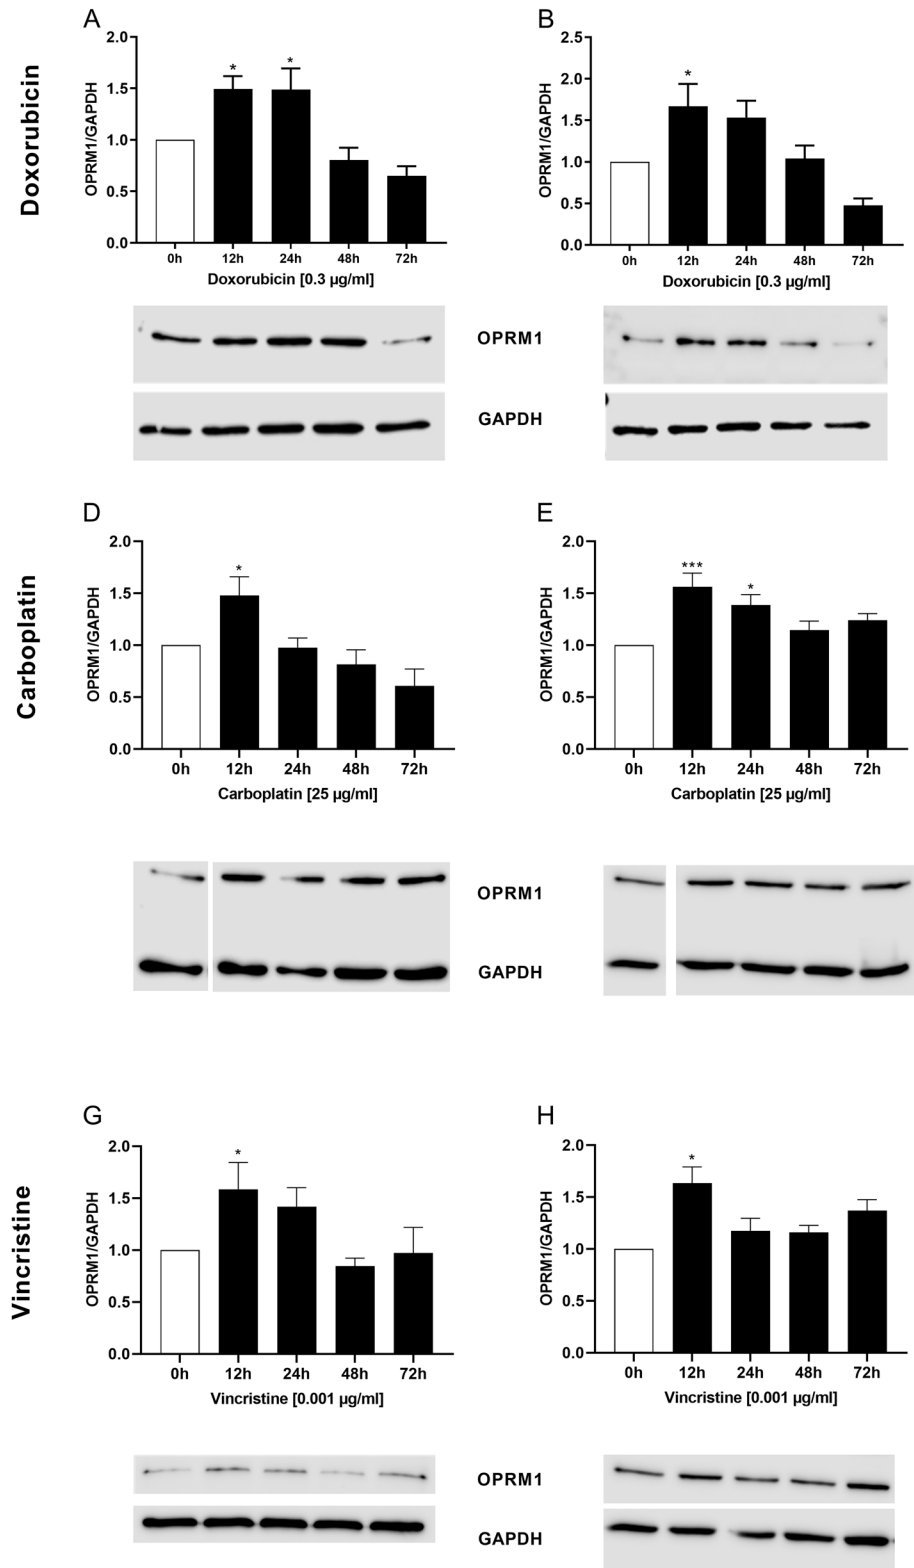 Doxorubicin
A
OPRM1/GAPDH
2.0
1.5
1.0
0.5
0.0
*
*
0h 12h 24h 48h 72h
Doxorubicin [0.3 µg/ml]
B
OPRM1/GAPDH
2.5
2.0
1.5
1.0
0.5
0.0
*
0h 12h 24h 48h 72h
Doxorubicin [0.3 µg/ml]
OPRM1
GAPDH
Carboplatin
D
OPRM1/GAPDH
2.0
1.5
1.0
0.5
0.0
*
0h 12h 24h 48h 72h
Carboplatin [25 µg/ml]
E
OPRM1/GAPDH
2.0
1.5
1.0
0.5
0.0
***
*
0h 12h 24h 48h 72h
Carboplatin [25 µg/ml]
OPRM1
GAPDH
Vincristine
G
OPRM1/GAPDH
2.0
1.5
1.0
0.5
0.0
*
0h 12h 24h 48h 72h
Vincristine [0.001 µg/ml]
H
OPRM1/GAPDH
2.0
1.5
1.0
0.5
0.0
*
0h 12h 24h 48h 72h
Vincristine [0.001 µg/ml]
OPRM1
GAPDH